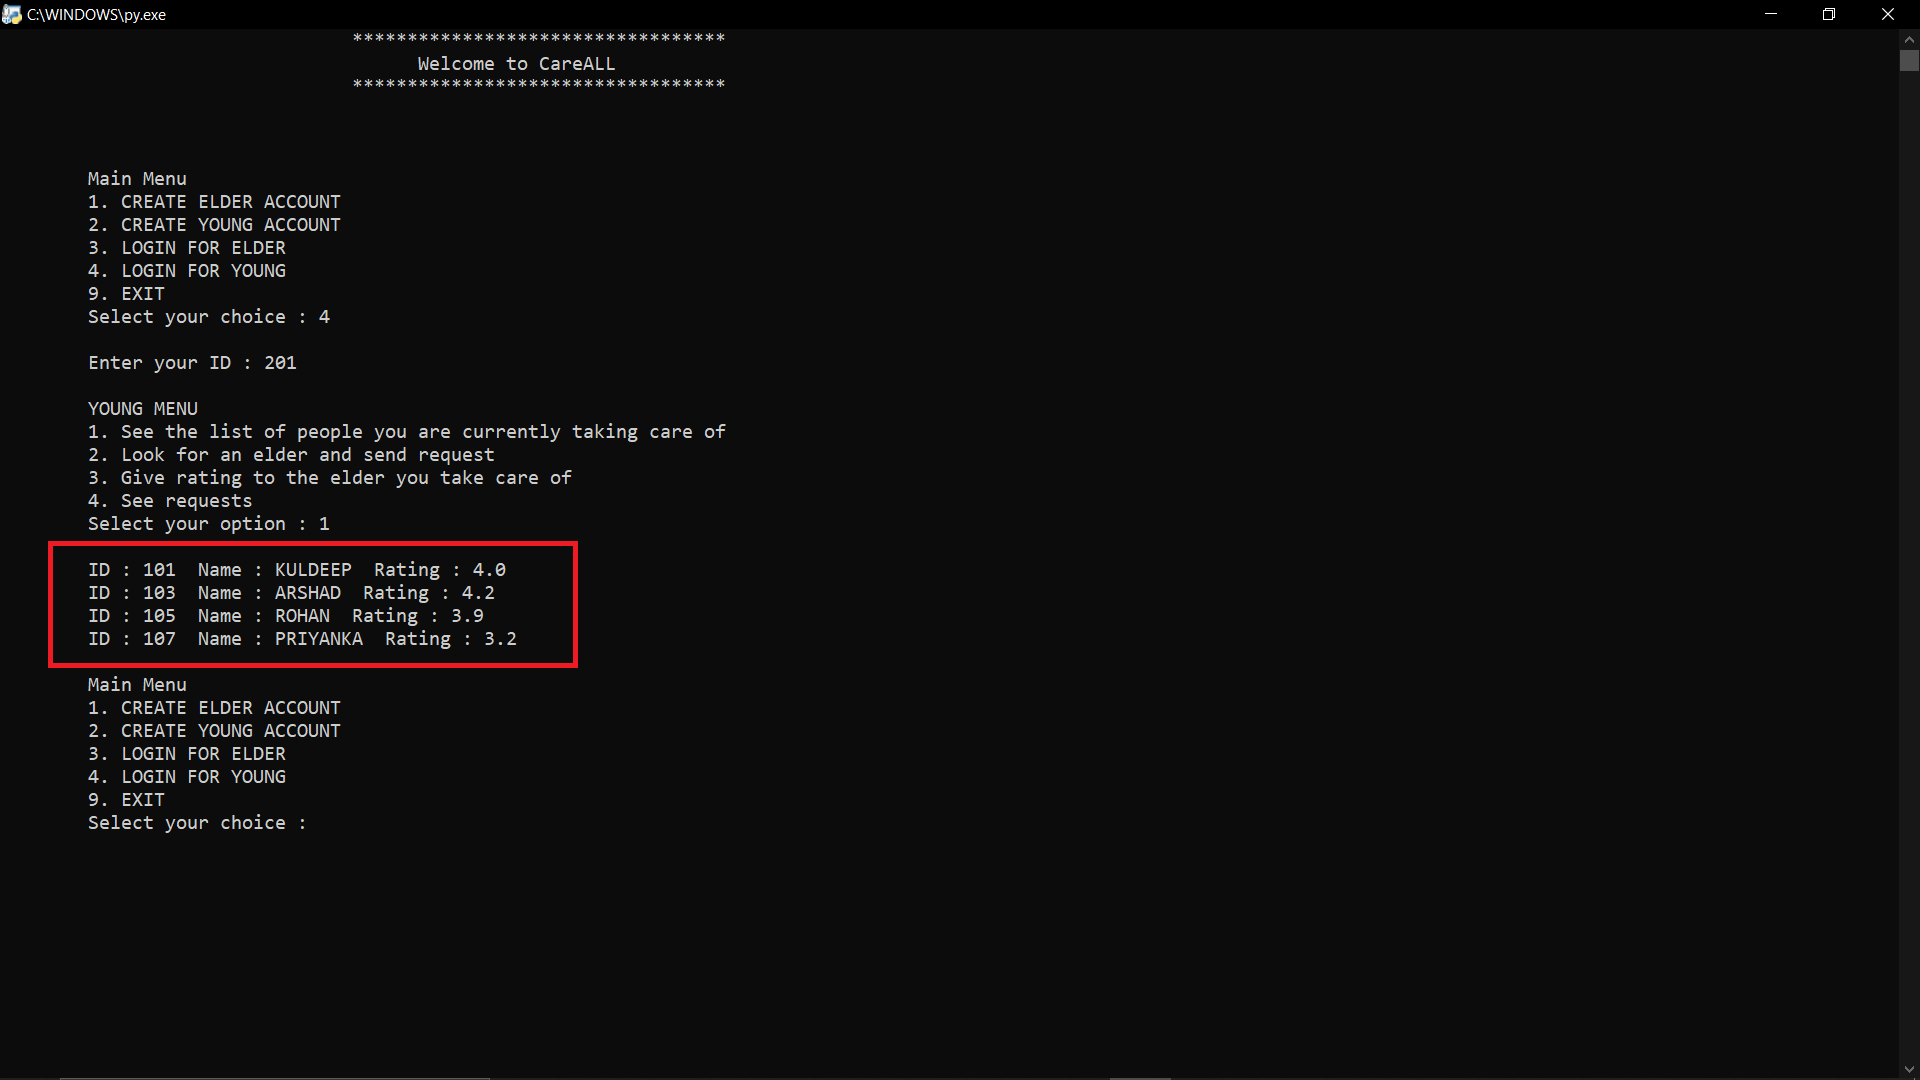 C:\WINDOWS\py.exe
**********************************
Welcome to CareALL
**********************************
Main Menu
1. CREATE ELDER ACCOUNT
2. CREATE YOUNG ACCOUNT
3. LOGIN FOR ELDER
4. LOGIN FOR YOUNG
9. EXIT
Select your choice : 4
Enter your ID : 201
YOUNG MENU
1. See the list of people you are currently taking care of
2. Look for an elder and send request
3. Give rating to the elder you take care of
4. See requests
Select your option : 1
ID : 101  Name : KULDEEP  Rating : 4.0
ID : 103  Name : ARSHAD  Rating : 4.2
ID : 105  Name : ROHAN  Rating : 3.9
ID : 107  Name : PRIYANKA  Rating : 3.2
Main Menu
1. CREATE ELDER ACCOUNT
2. CREATE YOUNG ACCOUNT
3. LOGIN FOR ELDER
4. LOGIN FOR YOUNG
9. EXIT
Select your choice :